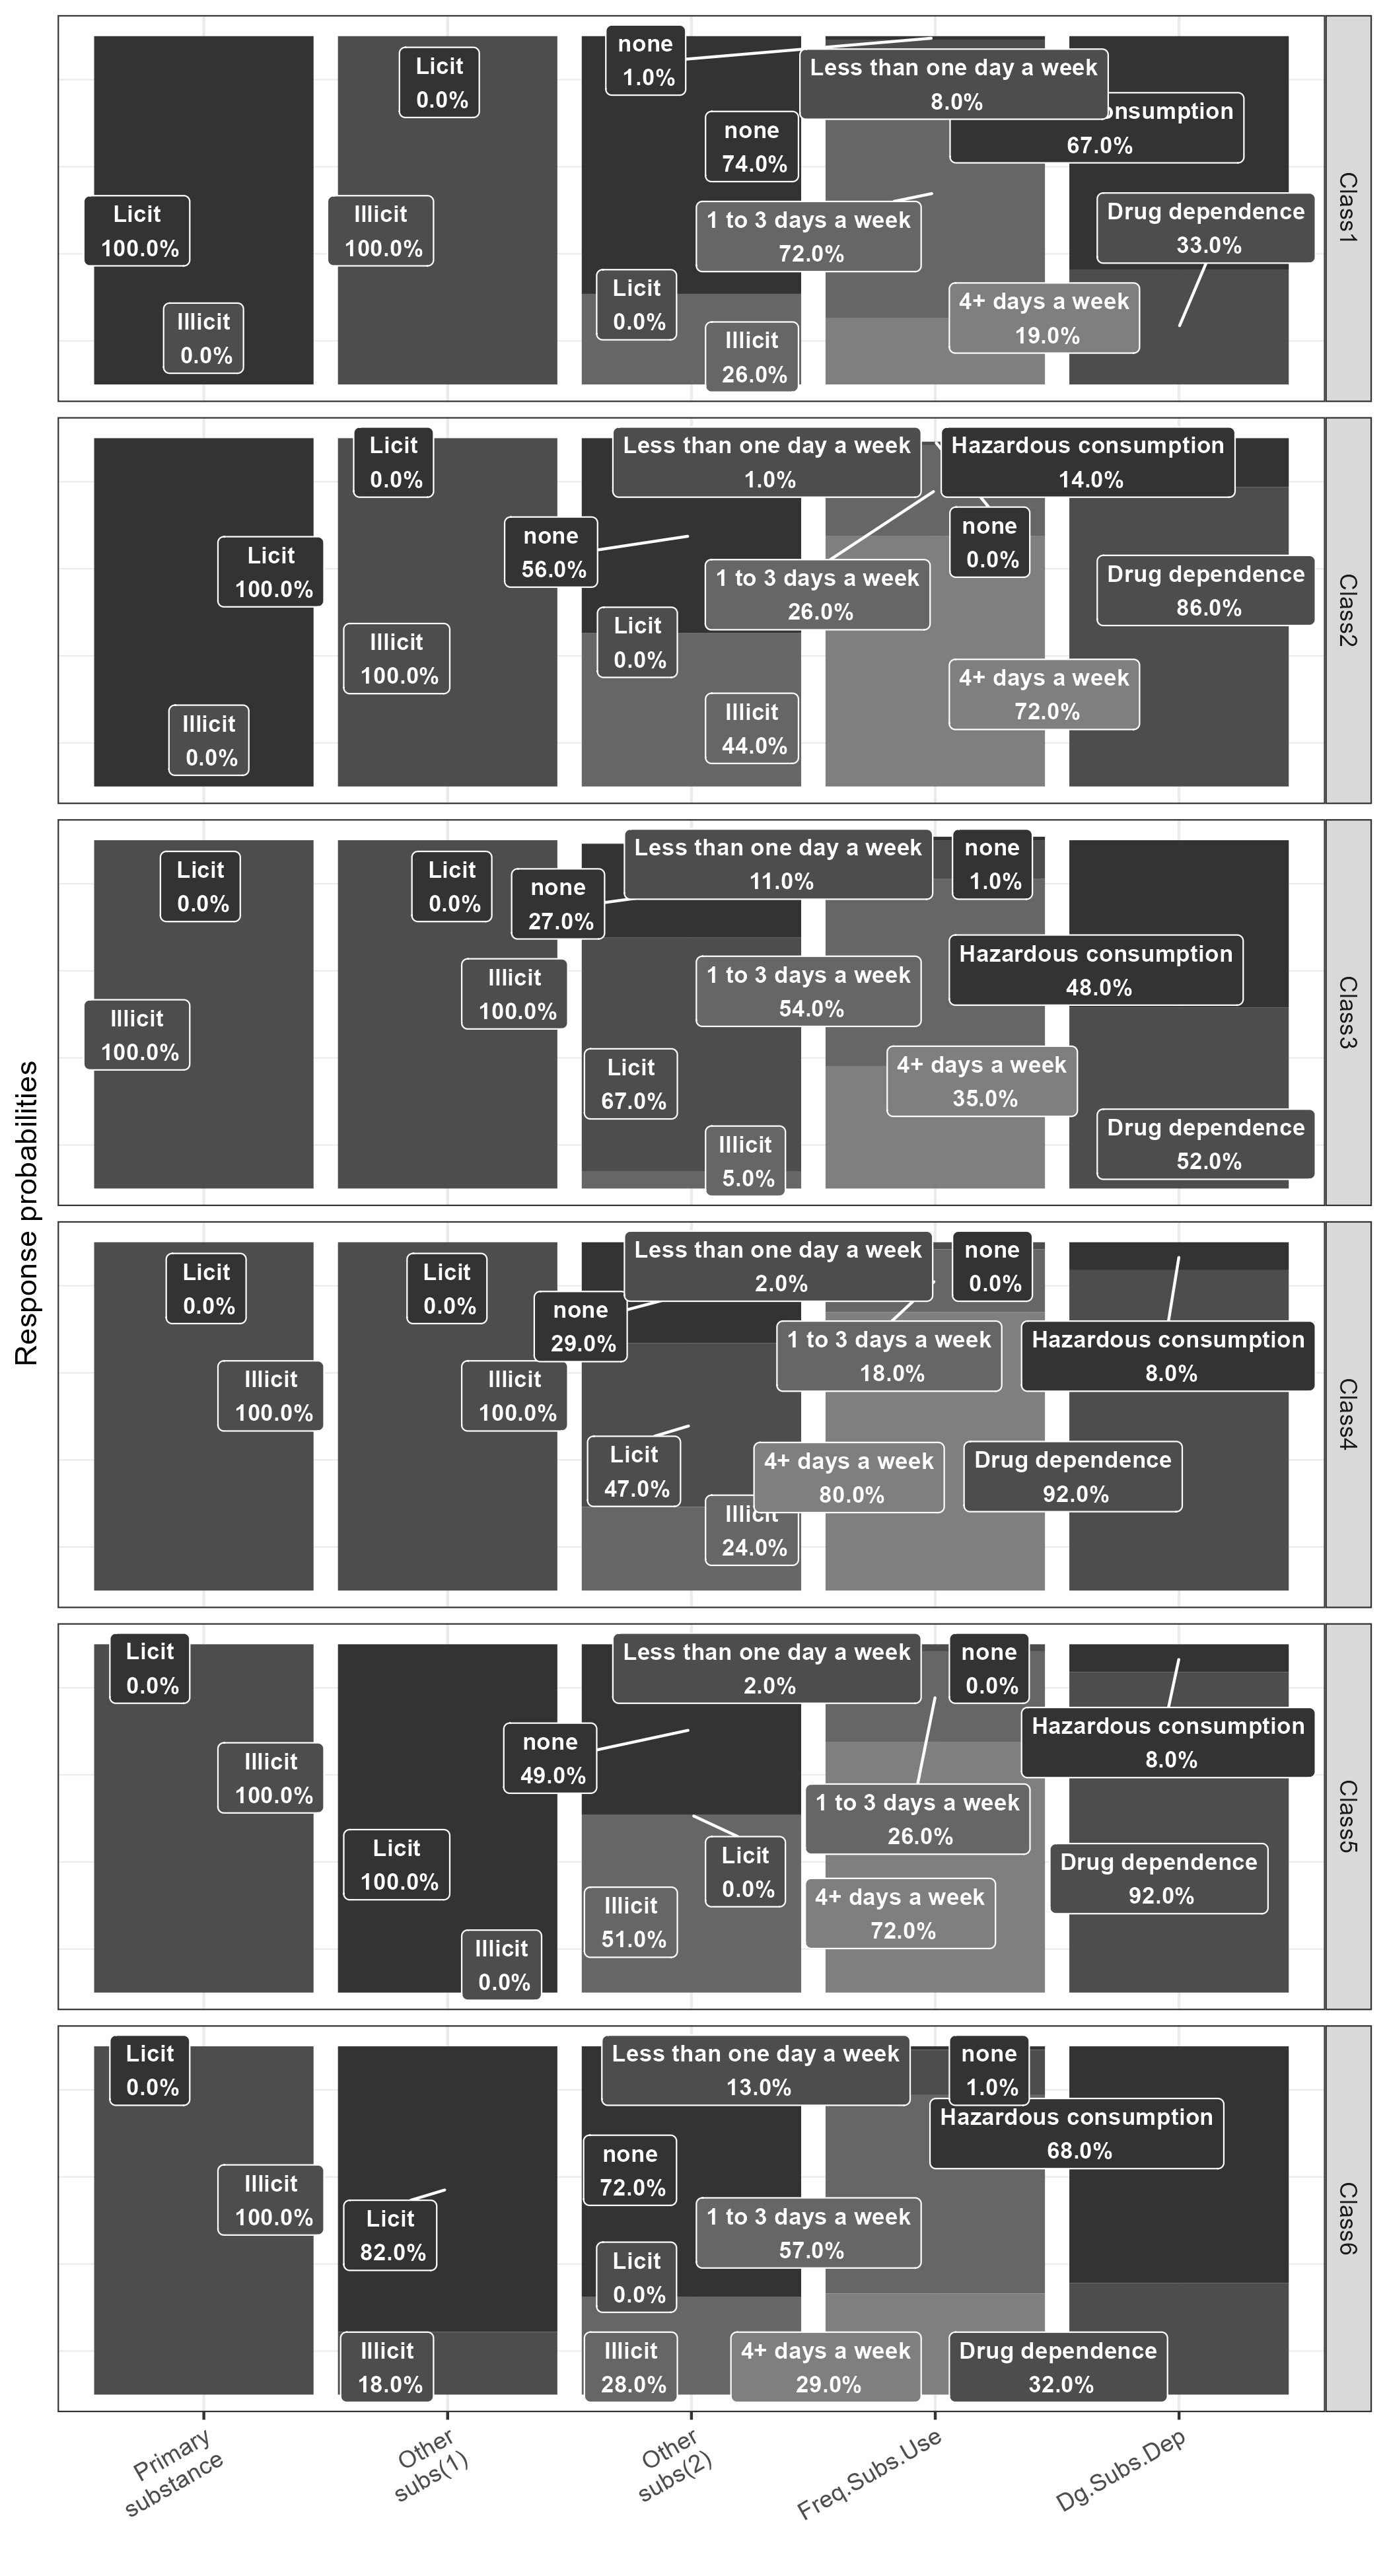 Response probabilities
Licit
100.0%
Illicit
0.0%
Licit
0.0%
Illicit
100.0%
none
1.0%
none
74.0%
Licit
0.0%
Illicit
26.0%
Less than one day a week
8.0%
1 to 3 days a week
72.0%
4+ days a week
19.0%
consumption
67.0%
Drug dependence
33.0%
Class1
Licit
100.0%
Illicit
0.0%
Licit
0.0%
Illicit
100.0%
none
56.0%
Licit
0.0%
Illicit
44.0%
Less than one day a week
1.0%
1 to 3 days a week
26.0%
none
0.0%
4+ days a week
72.0%
Hazardous consumption
14.0%
Drug dependence
86.0%
Class2
Licit
0.0%
Illicit
100.0%
Licit
0.0%
Illicit
100.0%
none
27.0%
Licit
67.0%
Illicit
5.0%
Less than one day a week
11.0%
none
1.0%
1 to 3 days a week
54.0%
4+ days a week
35.0%
Hazardous consumption
48.0%
Drug dependence
52.0%
Class3
Licit
0.0%
Illicit
100.0%
Licit
0.0%
Illicit
100.0%
none
29.0%
Licit
47.0%
Illicit
24.0%
Less than one day a week
2.0%
none
0.0%
1 to 3 days a week
18.0%
4+ days a week
80.0%
Hazardous consumption
8.0%
Drug dependence
92.0%
Class4
Licit
0.0%
Illicit
100.0%
Licit
100.0%
Illicit
0.0%
none
49.0%
Licit
0.0%
Illicit
51.0%
Less than one day a week
2.0%
none
0.0%
1 to 3 days a week
26.0%
4+ days a week
72.0%
Hazardous consumption
8.0%
Drug dependence
92.0%
Class5
Licit
0.0%
Illicit
100.0%
Licit
82.0%
Illicit
18.0%
none
72.0%
Licit
0.0%
Illicit
28.0%
Less than one day a week
13.0%
none
1.0%
1 to 3 days a week
57.0%
4+ days a week
29.0%
Hazardous consumption
68.0%
Drug dependence
32.0%
Class6
Primary
substance
Other
subs(1)
Other
subs(2)
Freq.Subs.Use
Dg.Subs.Dep